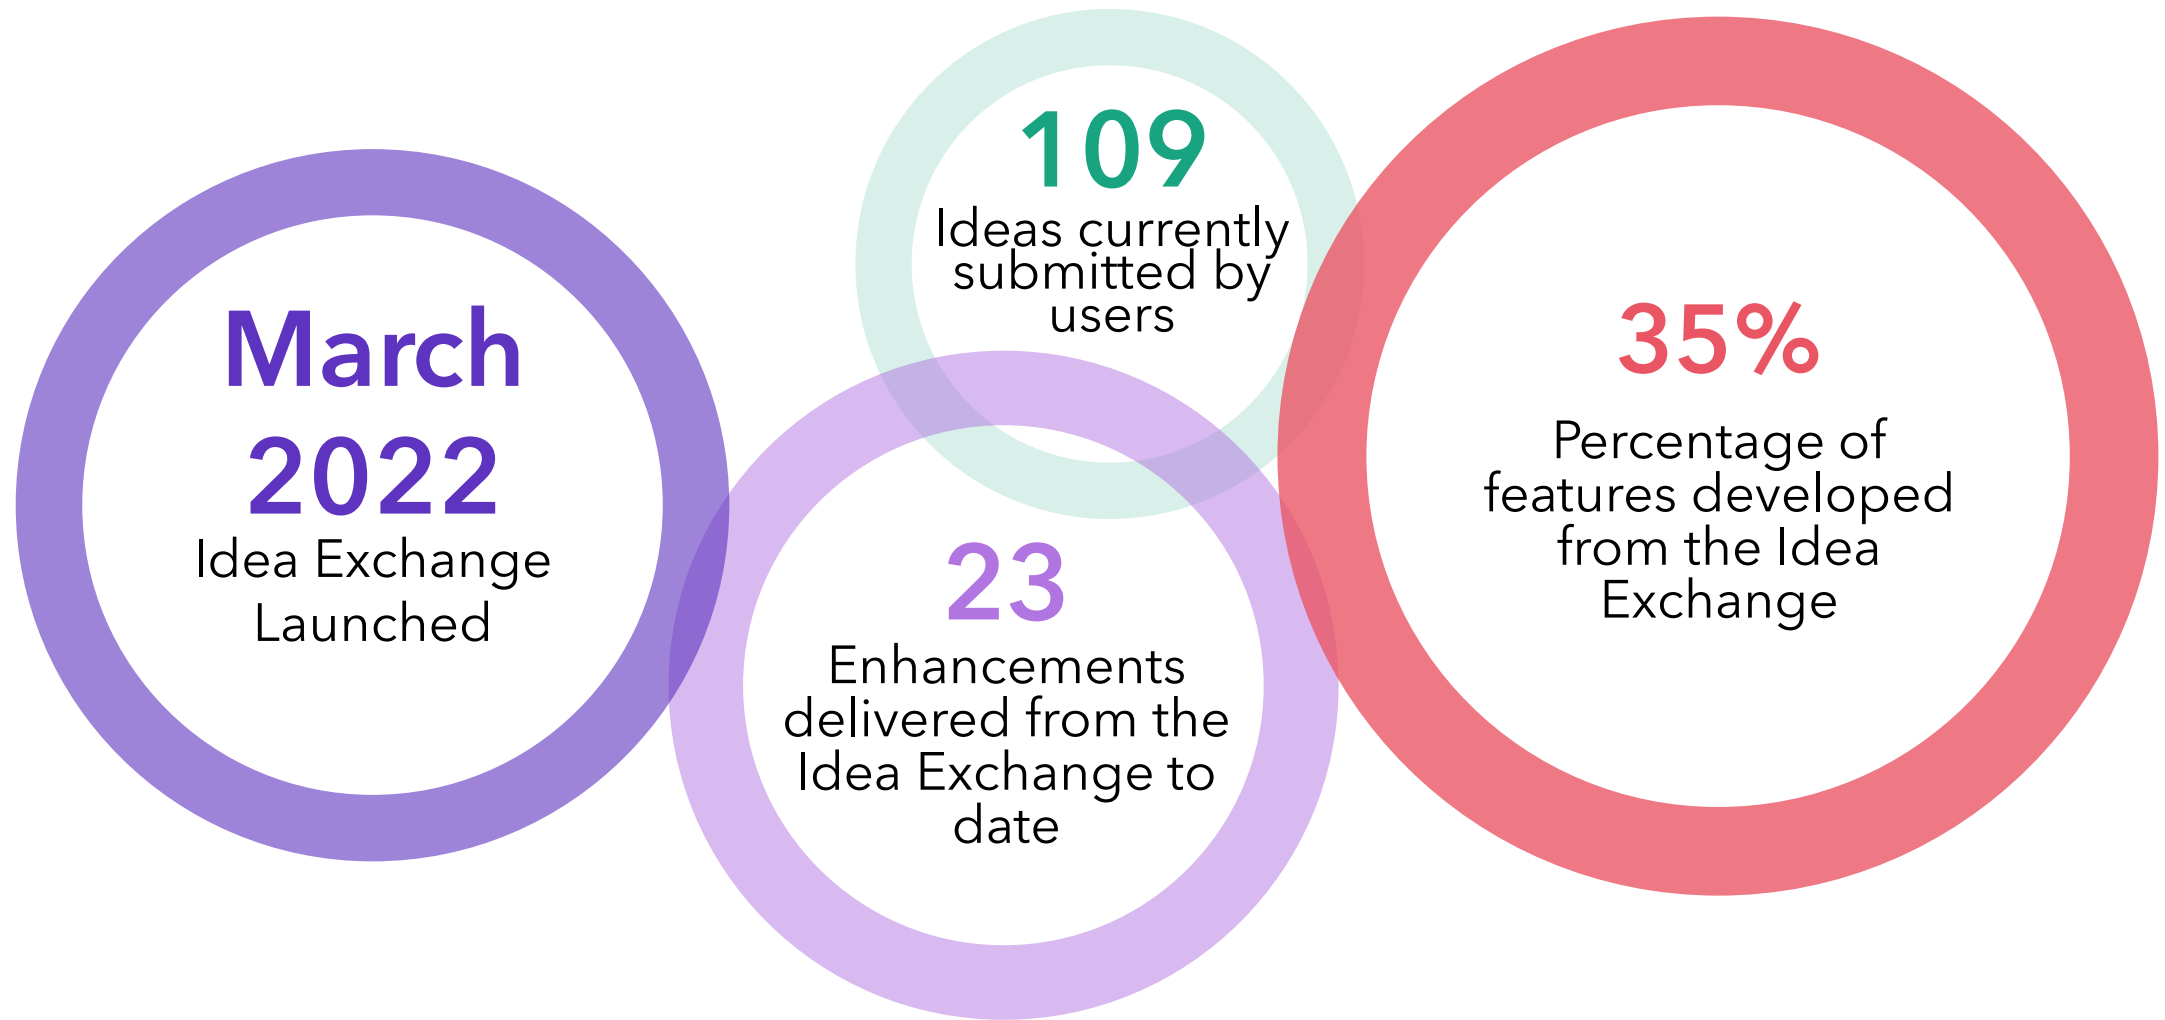 March
2022
Idea Exchange
Launched
109
Ideas currently
submitted by
users
23
Enhancements
delivered from the
Idea Exchange to
date
35%
Percentage of
features developed
from the Idea
Exchange